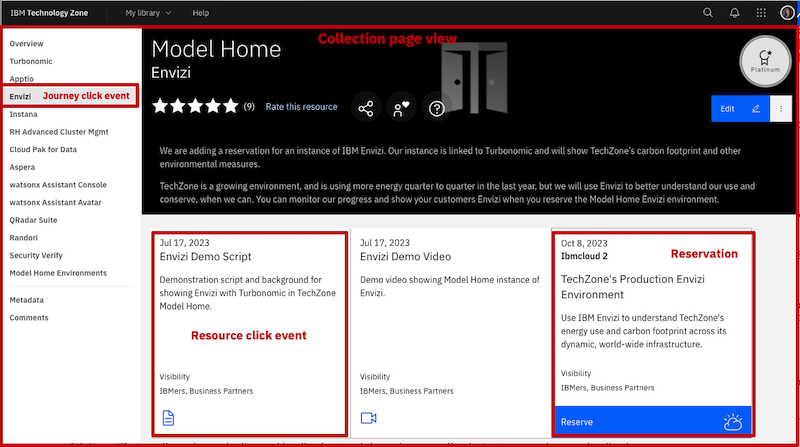 IBM Technology Zone
My library
Help
Collection page view
Overview
Turbonomic
Apptio
Envizi
Journey click event
Instana
RH Advanced Cluster Mgmt
Cloud Pak for Data
Aspera
watsonx Assistant Console
watsonx Assistant Avatar
QRadar Suite
Randori
Security Verify
Model Home Environments
Metadata
Comments
Model Home
Envizi
Platinum
(9)
Rate this resource
Edit
We are adding a reservation for an instance of IBM Envizi. Our instance is linked to Turbonomic and will show TechZone's carbon footprint and other
environmental measures.
TechZone is a growing environment, and is using more energy quarter to quarter in the last year, but we will use Envizi to better understand our use and
conserve, when we can. You can monitor our progress and show your customers Envizi when you reserve the Model Home Envizi environment.
Jul 17, 2023
Envizi Demo Script
Demonstration script and background for
showing Envizi with Turbonomic in TechZone
Model Home.
Resource click event
Visibility
IBMers, Business Partners
Jul 17, 2023
Envizi Demo Video
Demo video showing Model Home instance of
Envizi.
Visibility
IBMers, Business Partners
Oct 8, 2023
Ibmcloud 2
Reservation
TechZone's Production Envizi
Environment
Use IBM Envizi to understand TechZone's
energy use and carbon footprint across its
dynamic, world-wide infrastructure.
Visibility
IBMers, Business Partners
Reserve